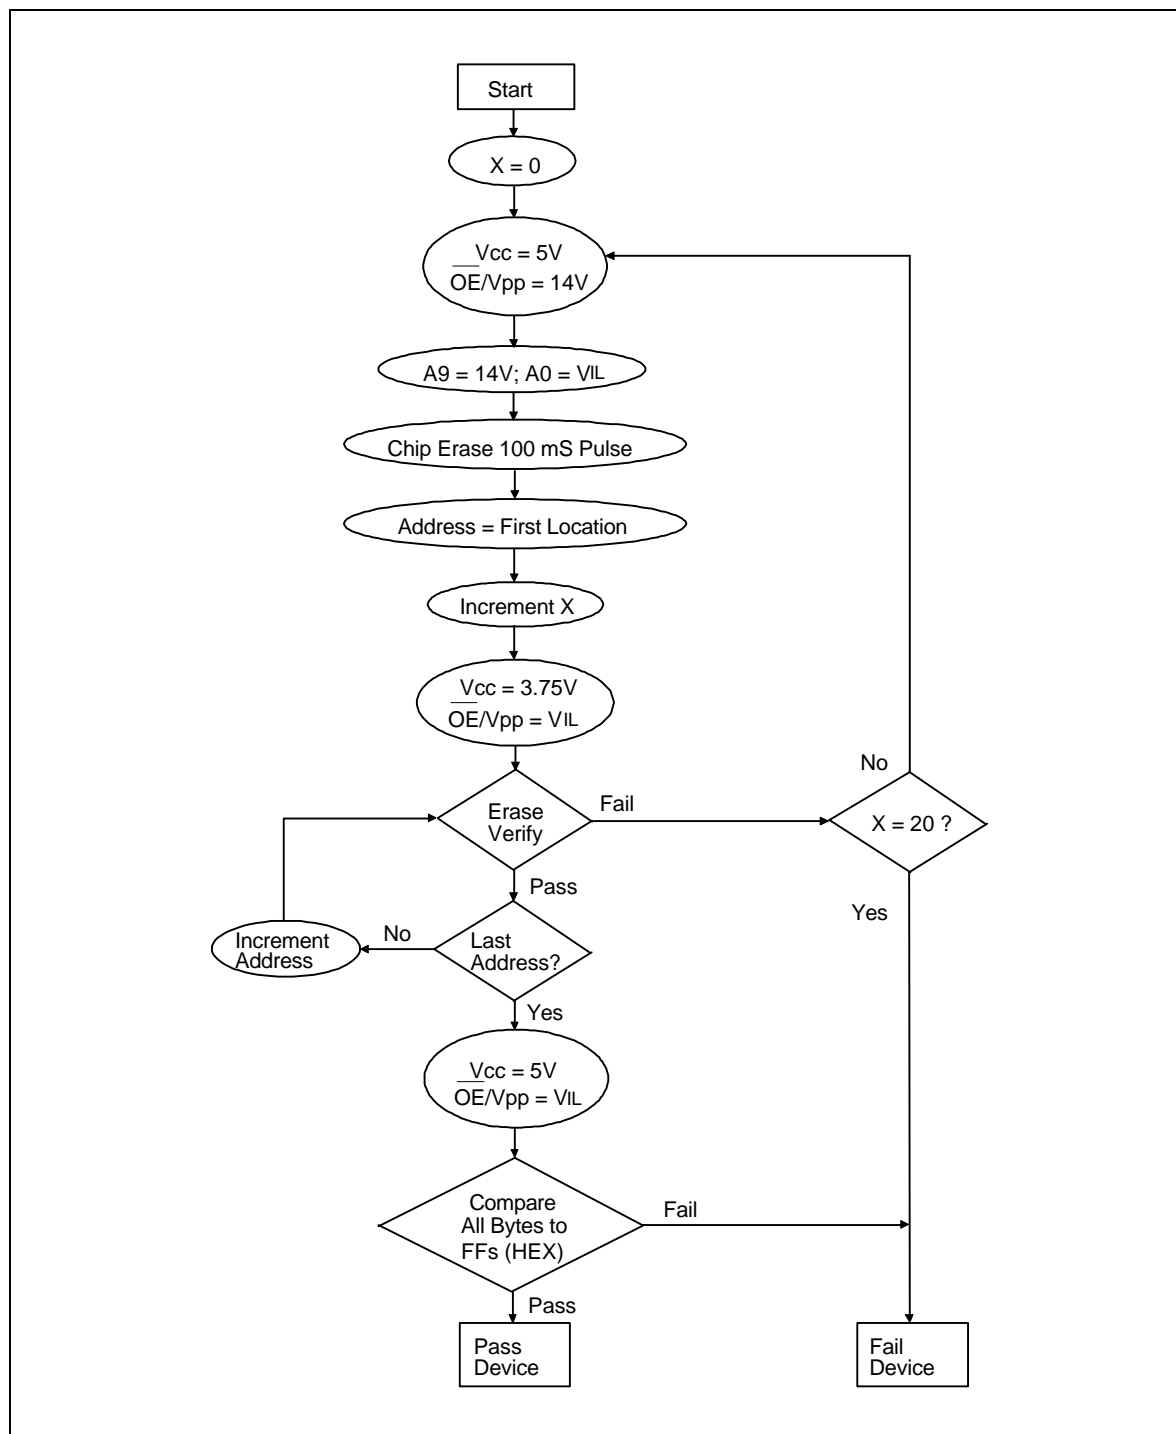 Start
X = 0
Vcc = 5V
OE/Vpp = 14V
A9 = 14V; A0 = VIL
Chip Erase 100 mS Pulse
Address = First Location
Increment X
Vcc = 3.75V
OE/Vpp = VIL
No
Erase
Verify
Fail
X = 20 ?
Pass
Yes
Increment
Address
No
Last
Address?
Yes
Vcc = 5V
OE/Vpp = VIL
Compare
All Bytes to
FFs (HEX)
Fail
Pass
Pass
Device
Fail
Device